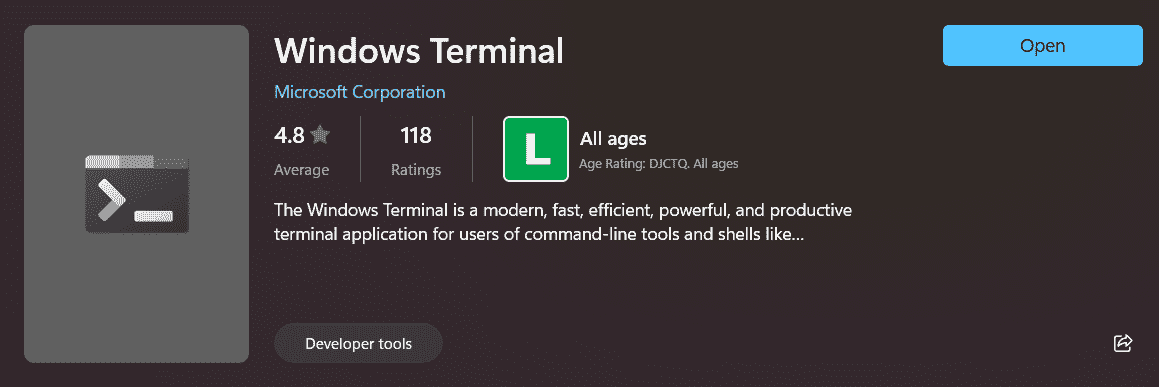 Windows Terminal
Open
Microsoft Corporation
4.8
118
L
All ages
Average
Ratings
Age Rating: DJCTQ. All ages
The Windows Terminal is a modern, fast, efficient, powerful, and productive
terminal application for users of command-line tools and shells like...
Developer tools